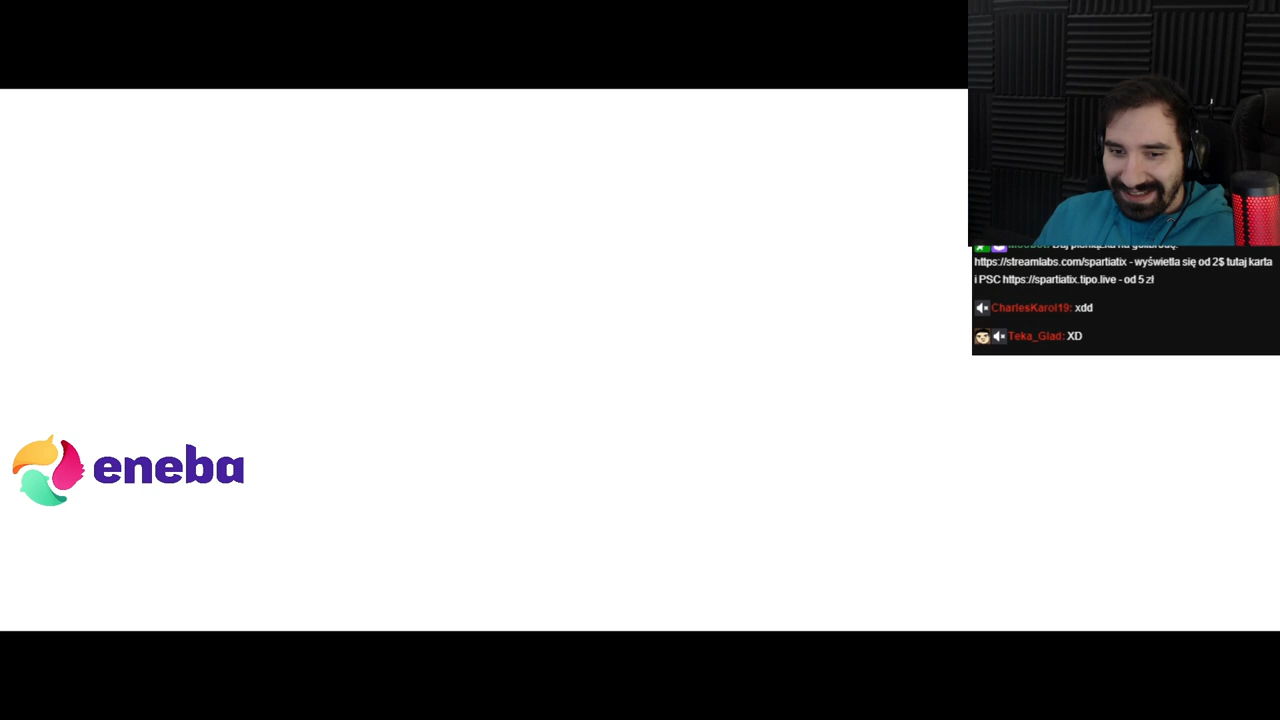 https://streamlabs.com/spartiatix - wyświetla się od 2$ tutaj karta
i PSC https://spartiatix.tipo.live - od 5 zł
CharlesKarol19: xdd
Teka_Glad: XD
eneba